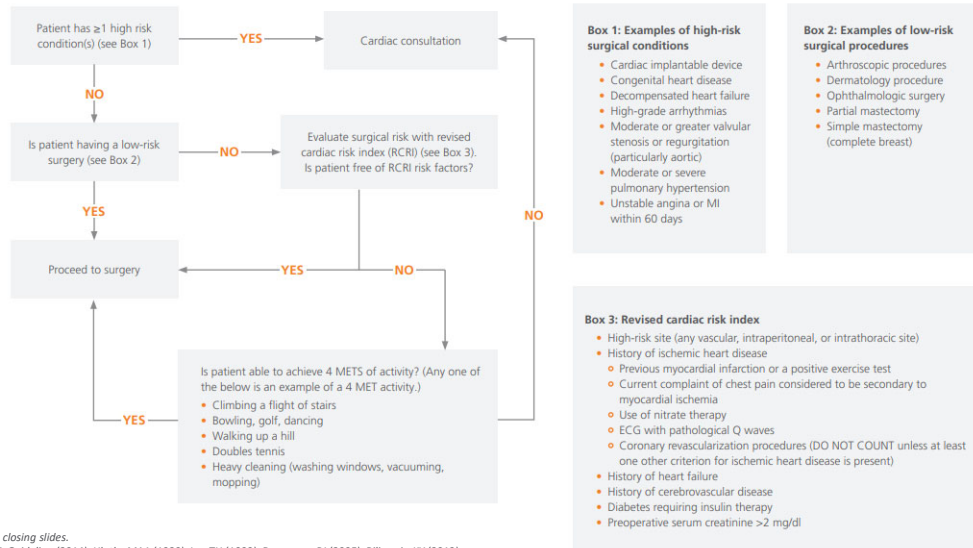 Patient has ≥1 high risk
condition(s) (see Box 1)
YES
Cardiac consultation
NO
Is patient having a low-risk
surgery (see Box 2)
NO
Evaluate surgical risk with revised
cardiac risk index (RCRI) (see Box 3).
Is patient free of RCRI risk factors?
YES
NO
Proceed to surgery
YES
NO
Is patient able to achieve 4 METS of activity? (Any one of
the below is an example of a 4 MET activity.)
• Climbing a flight of stairs
• Bowling, golf, dancing
• Walking up a hill
• Doubles tennis
• Heavy cleaning (washing windows, vacuuming,
mopping)
YES
Box 1: Examples of high-risk
surgical conditions
• Cardiac implantable device
• Congenital heart disease
• Decompensated heart failure
• High-grade arrhythmias
• Moderate or greater valvular
stenosis or regurgitation
(particularly aortic)
• Moderate or severe
pulmonary hypertension
• Unstable angina or MI
within 60 days
Box 2: Examples of low-risk
surgical procedures
• Arthroscopic procedures
• Dermatology procedure
• Ophthalmologic surgery
• Partial mastectomy
• Simple mastectomy
(complete breast)
Box 3: Revised cardiac risk index
• High-risk site (any vascular, intraperitoneal, or intrathoracic site)
• History of ischemic heart disease
o Previous myocardial infarction or a positive exercise test
o Current complaint of chest pain considered to be secondary to
myocardial ischemia
o Use of nitrate therapy
o ECG with pathological Q waves
o Coronary revascularization procedures (DO NOT COUNT unless at least
one other criterion for ischemic heart disease is present)
• History of heart failure
• History of cerebrovascular disease
• Diabetes requiring insulin therapy
• Preoperative serum creatinine >2 mg/dl
closing slides.